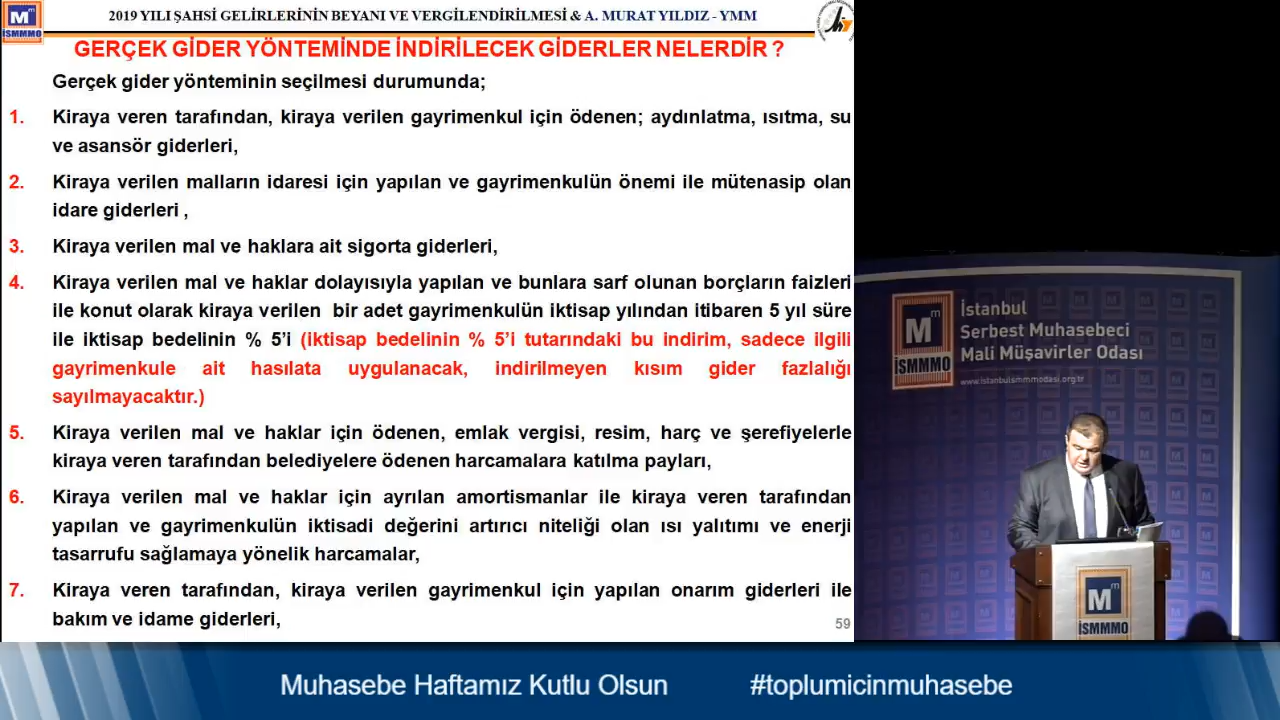 2019 YILI ŞAHSİ GELİRLERİNİN BEYANI VE VERGİLENDİRİLMESİ & A. MURAT YILDIZ - YMM
Mm
İSMMMO
GERÇEK GİDER YÖNTEMİNDE İNDİRİLECEK GİDERLER NELERDİR ?
Gerçek gider yönteminin seçilmesi durumunda;
1. Kiraya veren tarafından, kiraya verilen gayrimenkul için ödenen; aydınlatma, ısıtma, su
ve asansör giderleri,
2. Kiraya verilen malların idaresi için yapılan ve gayrimenkulün önemi ile mütenasip olan
idare giderleri ,
3. Kiraya verilen mal ve haklara ait sigorta giderleri,
4. Kiraya verilen mal ve haklar dolayısıyla yapılan ve bunlara sarf olunan borçların faizleri
ile konut olarak kiraya verilen bir adet gayrimenkulün iktisap yılından itibaren 5 yıl süre
ile iktisap bedelinin % 5’i (iktisap bedelinin % 5’i tutarındaki bu indirim, sadece ilgili
gayrimenkule ait hasılata uygulanacak, indirilmeyen kısım gider fazlalığı
sayılmayacaktır.)
5. Kiraya verilen mal ve haklar için ödenen, emlak vergisi, resim, harç ve şerefiyelerle
kiraya veren tarafından belediyelere ödenen harcamalara katılma payları,
6. Kiraya verilen mal ve haklar için ayrılan amortismanlar ile kiraya veren tarafından
yapılan ve gayrimenkulün iktisadi değerini artırıcı niteliği olan ısı yalıtımı ve enerji
tasarrufu sağlamaya yönelik harcamalar,
7. Kiraya veren tarafından, kiraya verilen gayrimenkul için yapılan onarım giderleri ile
bakım ve idame giderleri,
59
Mm
İSMMMO
İstanbul
Serbest Muhasebeci
Mali Müşavirler Odası
www.istanbulsmmmodasi.org.tr
Mm
İSMMMO
Muhasebe Haftamız Kutlu Olsun
#toplumicinmuhasebe